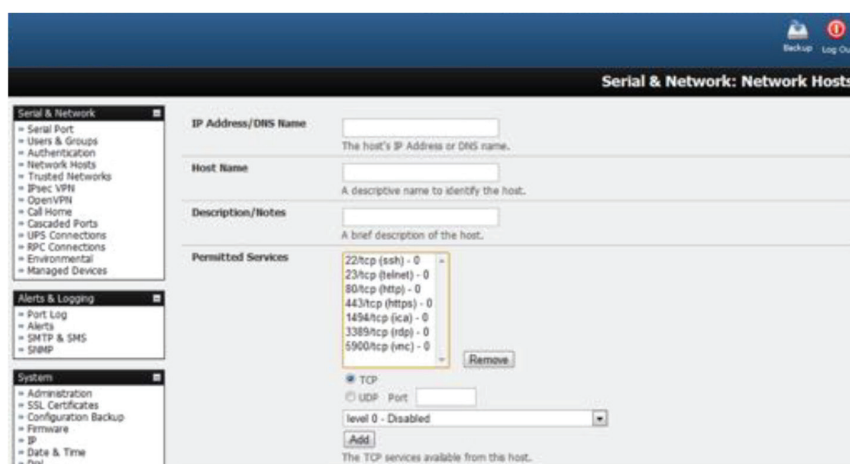 Backup
Log Ou
Serial & Network: Network Hosts
Serial & Network
Serial Port
Users & Groups
Authentication
Network Hosts
Trusted Networks
IPsec VPN
OpenVPN
Call Home
Cascaded Ports
UPS Connections
RPC Connections
Environmental
Managed Devices
Alerts & Logging
Port Log
Alerts
SMTP & SMS
SNMP
System
Administration
SSL Certificates
Configuration Backup
Firmware
IP
Date & Time
IP Address/DNS Name
The host's IP Address or DNS name.
Host Name
A descriptive name to identify the host.
Description/Notes
A brief description of the host.
Permitted Services
22/tcp (ssh) - 0
23/tcp (telnet) - 0
80/tcp (http) - 0
443/tcp (https) - 0
1494/tcp (ica) - 0
3389/tcp (rdp) - 0
5900/tcp (vnc) - 0
Remove
TCP
UDP Port
level 0 - Disabled
Add
The TCP services available from this host.